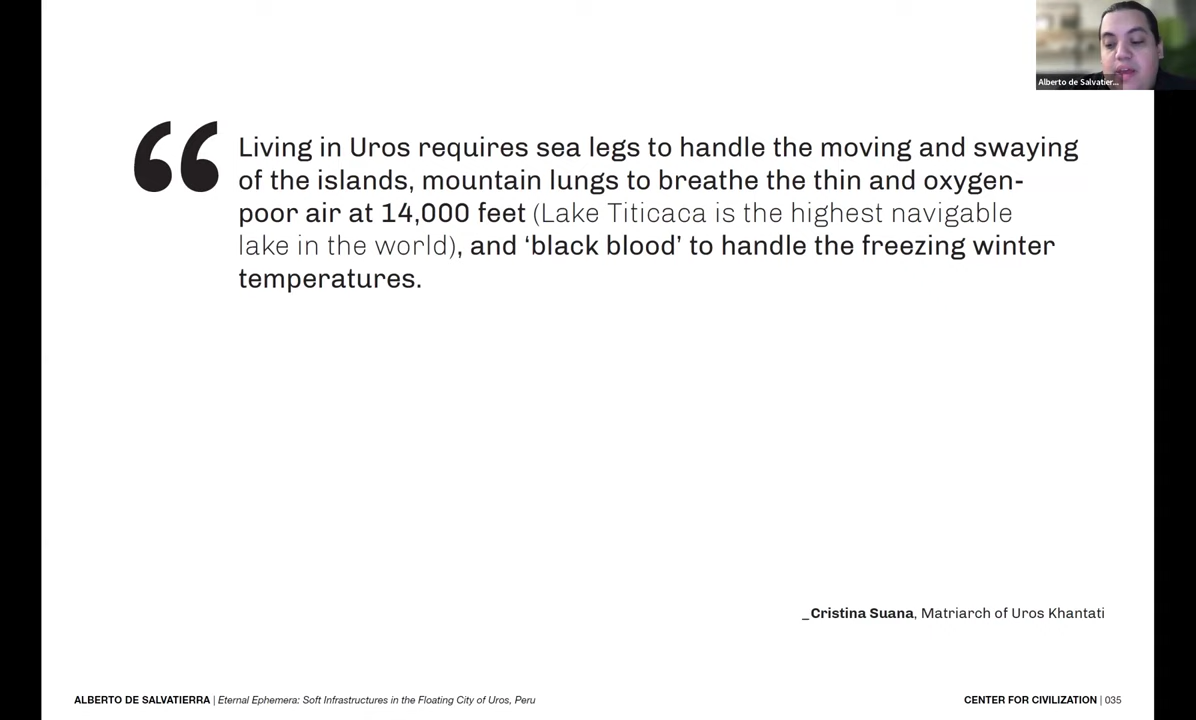 Alberto de Salvatier...
“
Living in Uros requires sea legs to handle the moving and swaying
of the islands, mountain lungs to breathe the thin and oxygen-
poor air at 14,000 feet (Lake Titicaca is the highest navigable
lake in the world), and ‘black blood’ to handle the freezing winter
temperatures.
_Cristina Suana, Matriarch of Uros Khantati
ALBERTO DE SALVATIERRA | Eternal Ephemera: Soft Infrastructures in the Floating City of Uros, Peru
CENTER FOR CIVILIZATION | 035